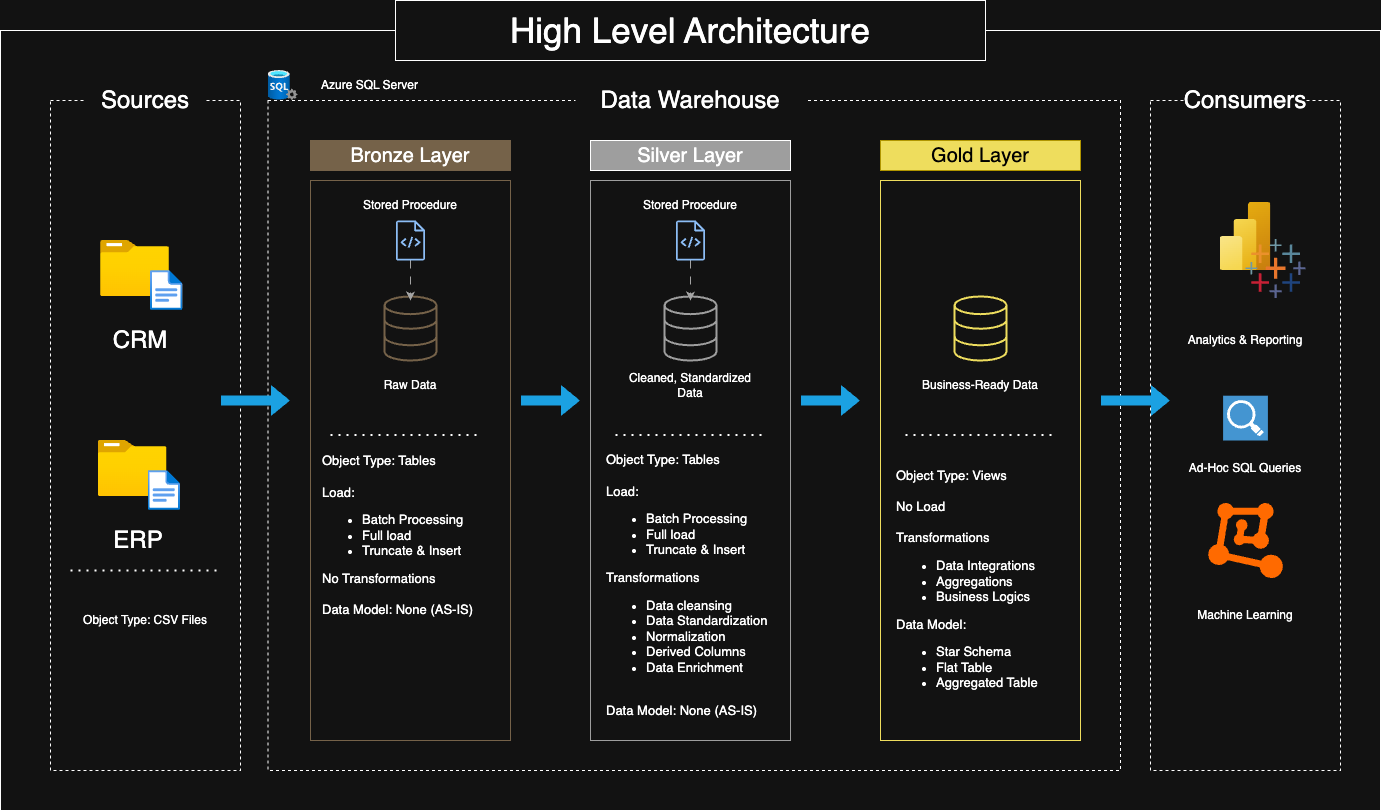 High Level Architecture
Sources
CRM
ERP
Object Type: CSV Files
SQL
Azure SQL Server
Data Warehouse
Bronze Layer
Stored Procedure
</>
Raw Data
Object Type: Tables
Load:
• Batch Processing
• Full load
• Truncate & Insert
No Transformations
Data Model: None (AS-IS)
Silver Layer
Stored Procedure
</>
Cleaned, Standardized
Data
Object Type: Tables
Load:
• Batch Processing
• Full load
• Truncate & Insert
Transformations
• Data cleansing
• Data Standardization
• Normalization
• Derived Columns
• Data Enrichment
Data Model: None (AS-IS)
Gold Layer
Business-Ready Data
Object Type: Views
No Load
Transformations
• Data Integrations
• Aggregations
• Business Logics
Data Model:
• Star Schema
• Flat Table
• Aggregated Table
Consumers
Analytics & Reporting
Ad-Hoc SQL Queries
Machine Learning